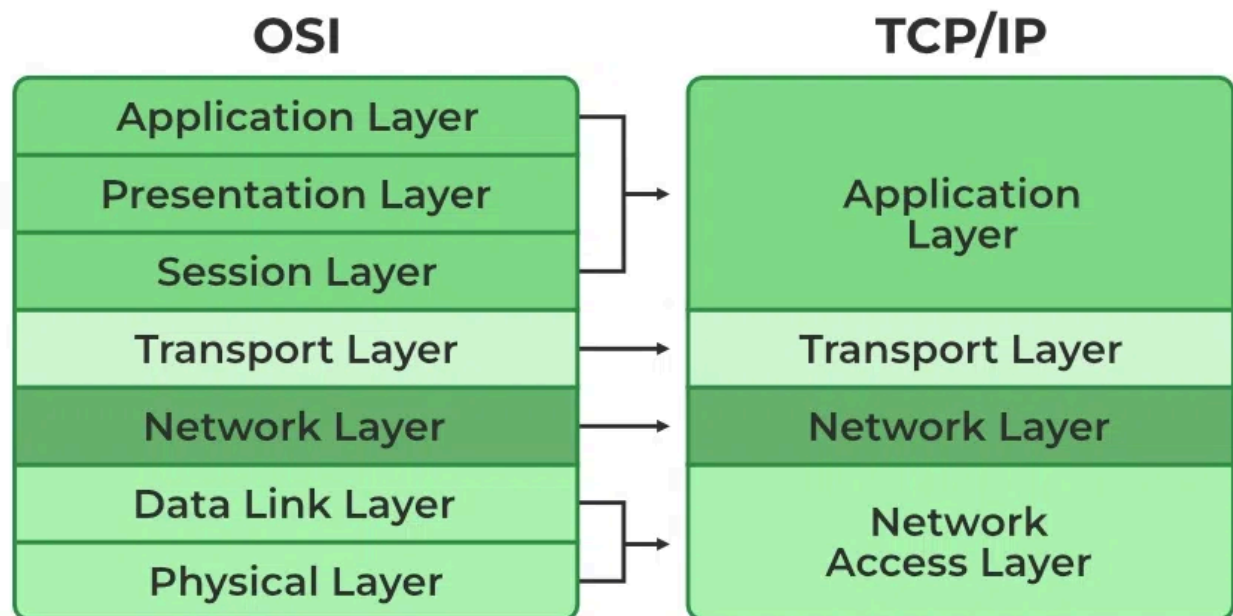 OSI
Application Layer
Presentation Layer
Session Layer
Transport Layer
Network Layer
Data Link Layer
Physical Layer
TCP/IP
Application
Layer
Transport Layer
Network Layer
Network
Access Layer